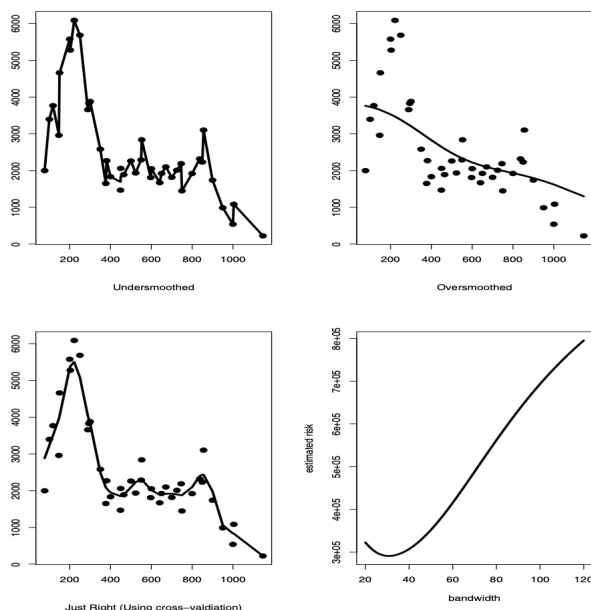 6000
5000
4000
3000
2000
1000
0
200 400 600 800 1000
Undersmoothed
6000
5000
4000
3000
2000
1000
0
200 400 600 800 1000
Oversmoothed
6000
5000
4000
3000
2000
1000
0
200 400 600 800 1000
Just Right (Using cross−valdiation)
estimated risk
8e+05
7e+05
6e+05
5e+05
4e+05
3e+05
20 40 60 80 100 120
bandwidth